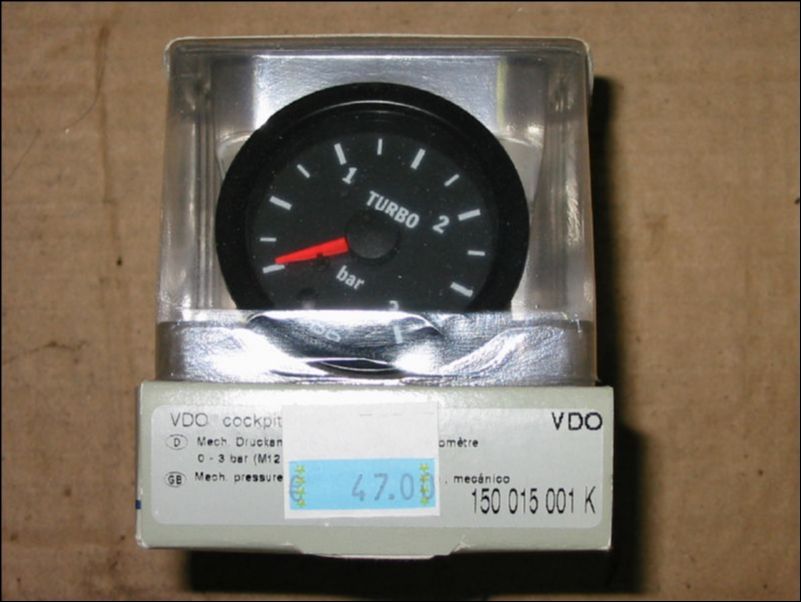 1
TURBO
2
bar
3
VDO cockpit
VDO
D Mech. Druckan omètre
0 - 3 bar (M12
GB Mech. pressure . mecánico
47.00
150 015 001 K